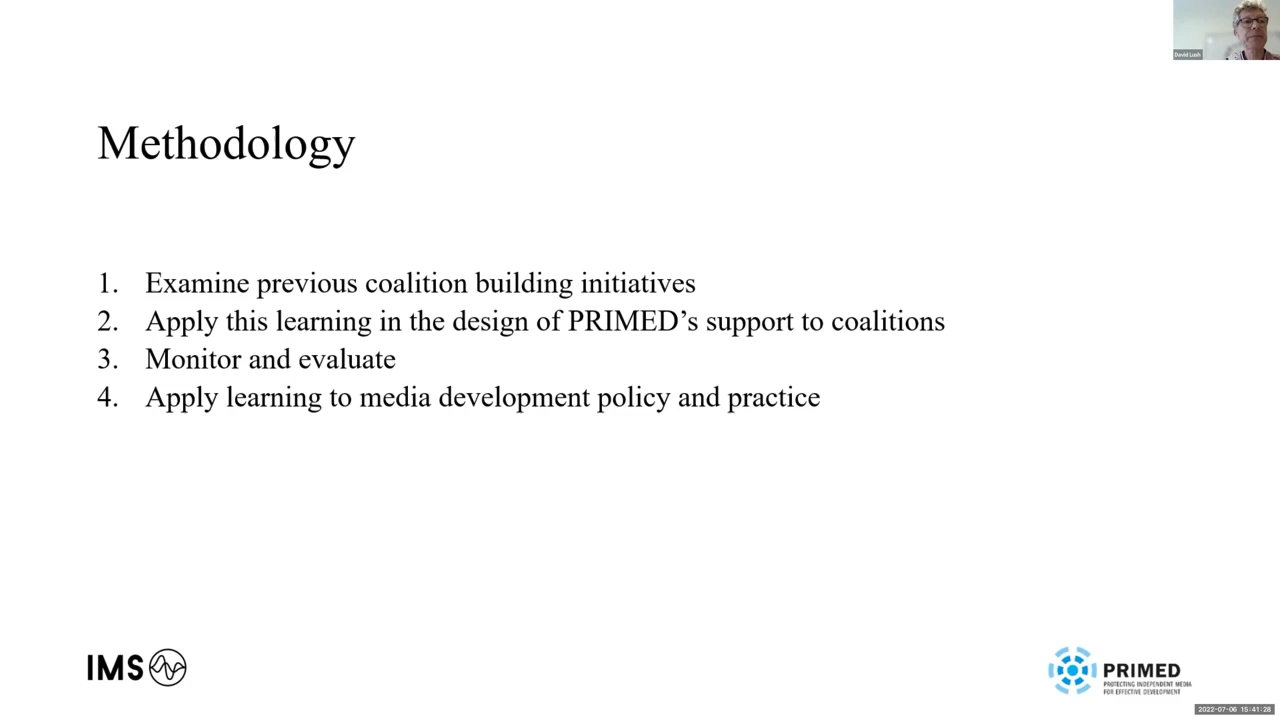 David Lush
Methodology
1. Examine previous coalition building initiatives
2. Apply this learning in the design of PRIMED’s support to coalitions
3. Monitor and evaluate
4. Apply learning to media development policy and practice
IMS
PRIMED
PROTECTING INDEPENDENT MEDIA
FOR EFFECTIVE DEVELOPMENT
2022-07-06 15:41:28